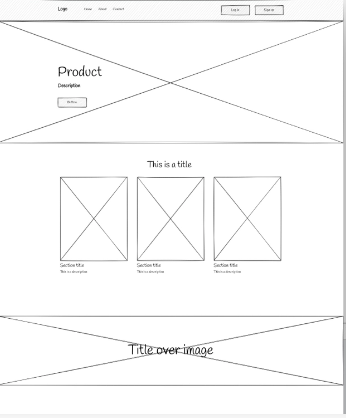 Logo Home About Contact Log in Sign up
Product
Description
Button
This is a title
Section title Section title Section title
This is a description This is a description This is a description
Title over image